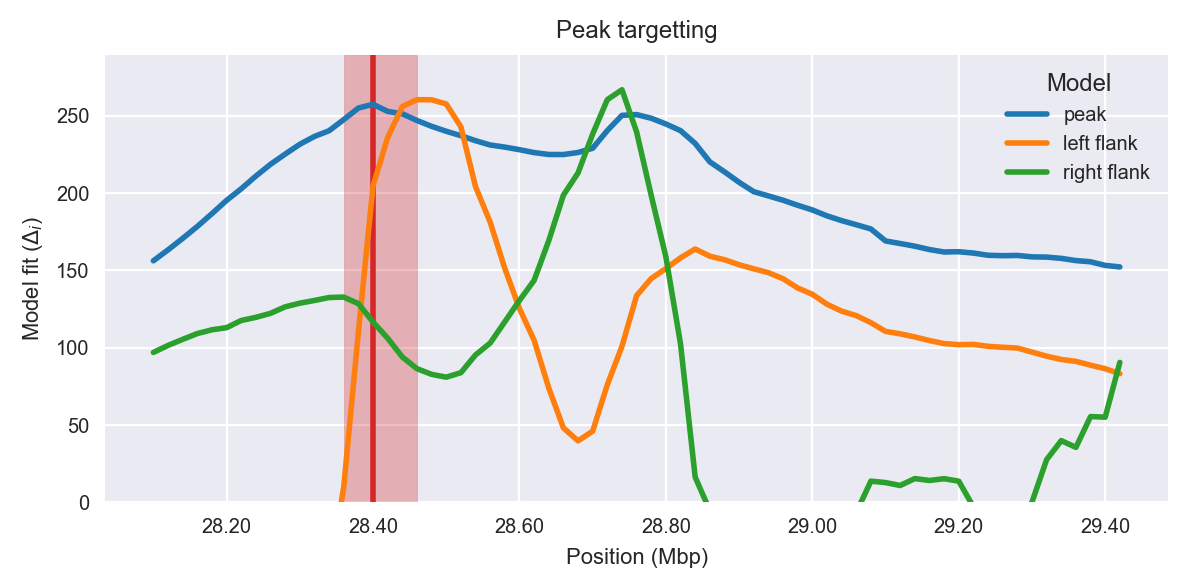 Peak targetting
Model fit (Δi)
250
200
150
100
50
0
Model
peak
left flank
right flank
28.20 28.40 28.60 28.80 29.00 29.20 29.40
Position (Mbp)